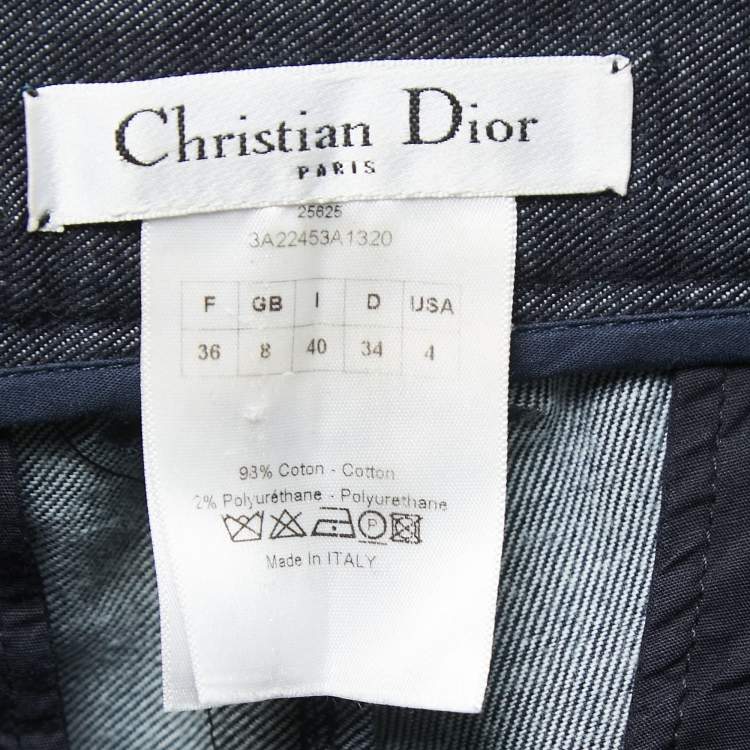 Christian Dior
PARIS
25625
3A22453A1320
F GB I D USA
36 8 40 34 4
98% Coton - Cotton
2% Polyuréthane - Polyurethane
P
Made In ITALY